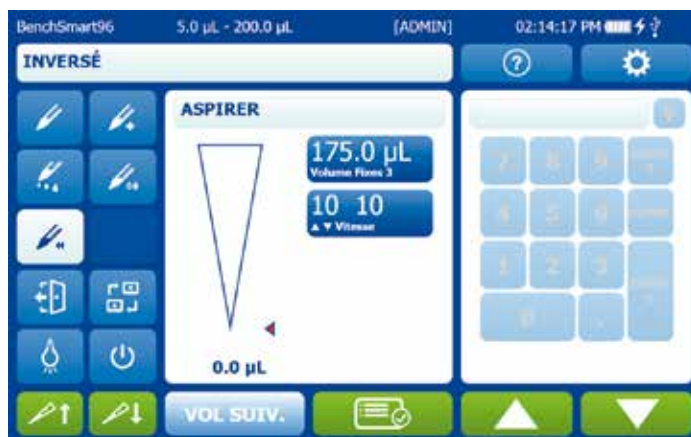 BenchSmart96 5.0 µL - 200.0 µL [ADMIN] 02:14:17 PM
INVERSÉ
ASPIRER
175.0 µL
Volume Fixes 3
10 10
▲ ▼ Vitesse
7 8 9
4 5 6
1 2 3
0 .
0.0 µL
VOL SUIV.